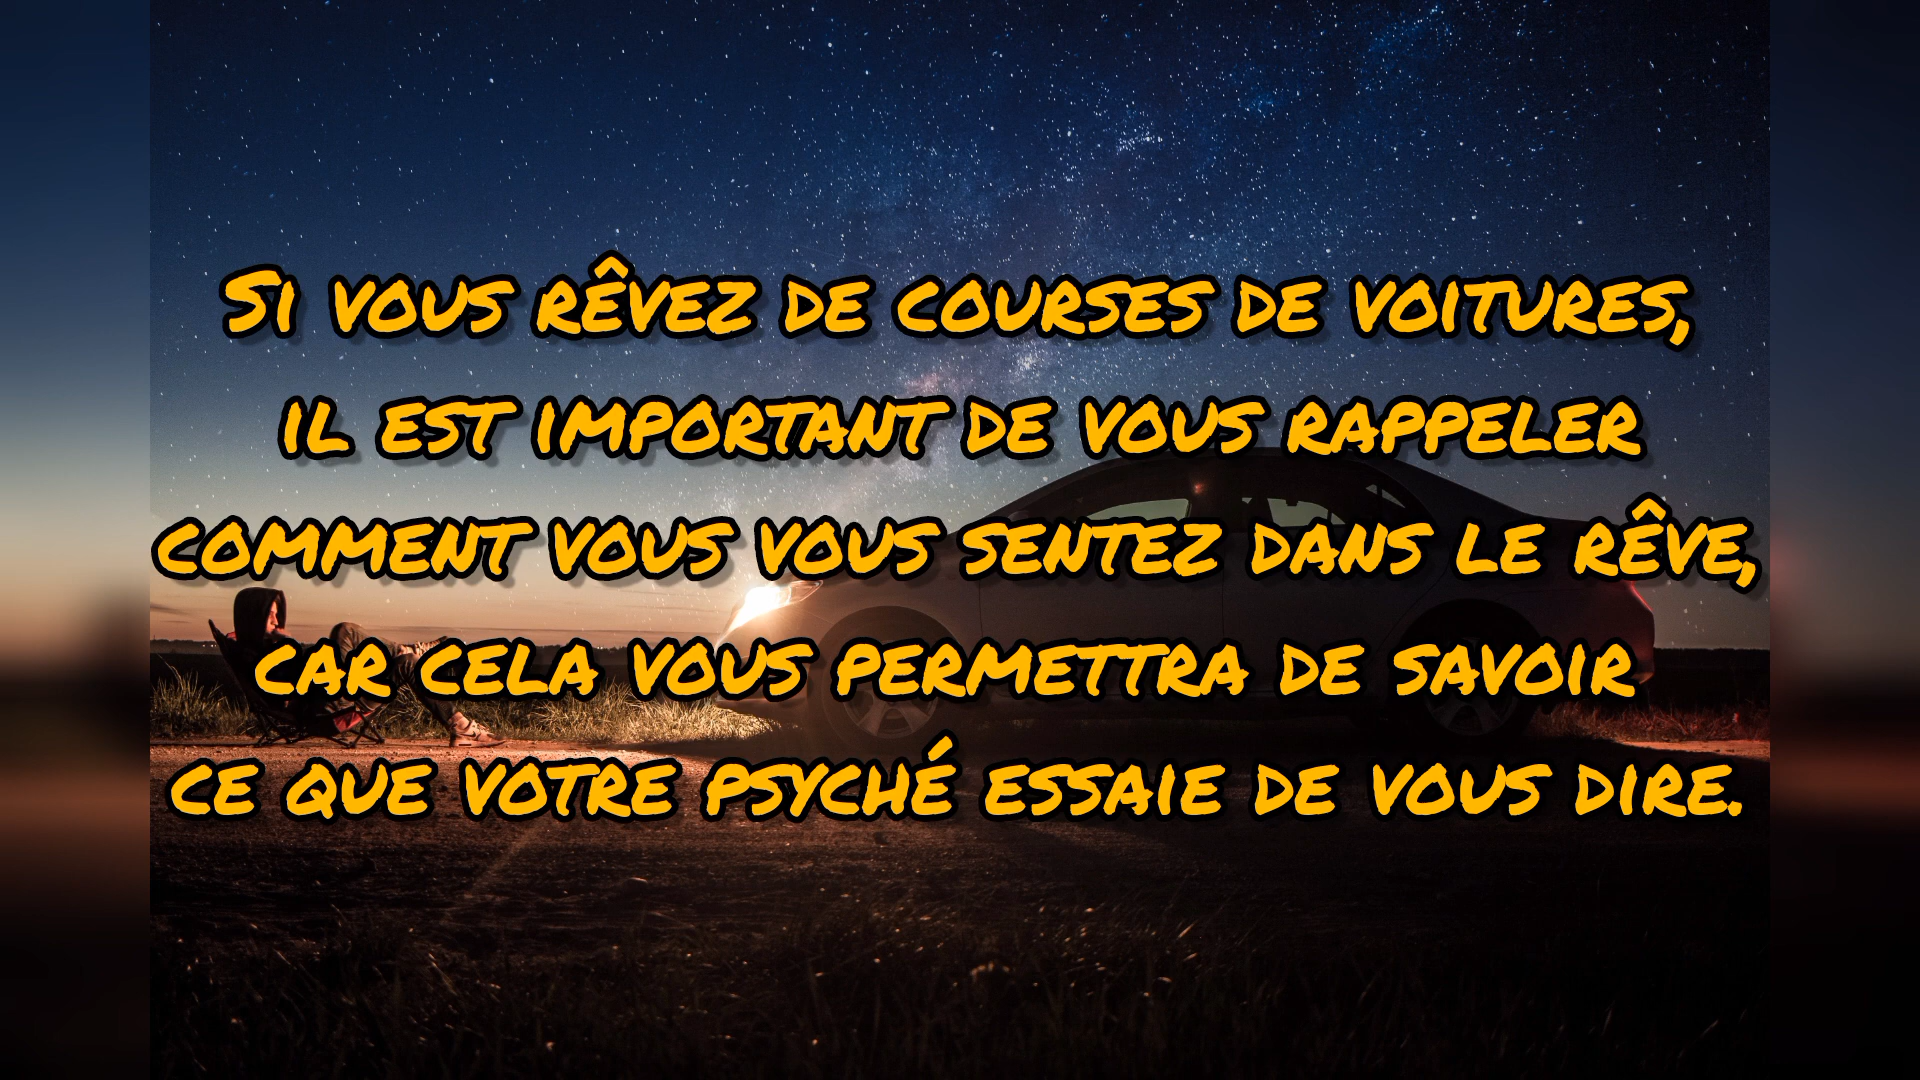 Si vous rêvez de courses de voitures,
il est important de vous rappeler
comment vous vous sentez dans le rêve,
car cela vous permettra de savoir
ce que votre psyché essaie de vous dire.